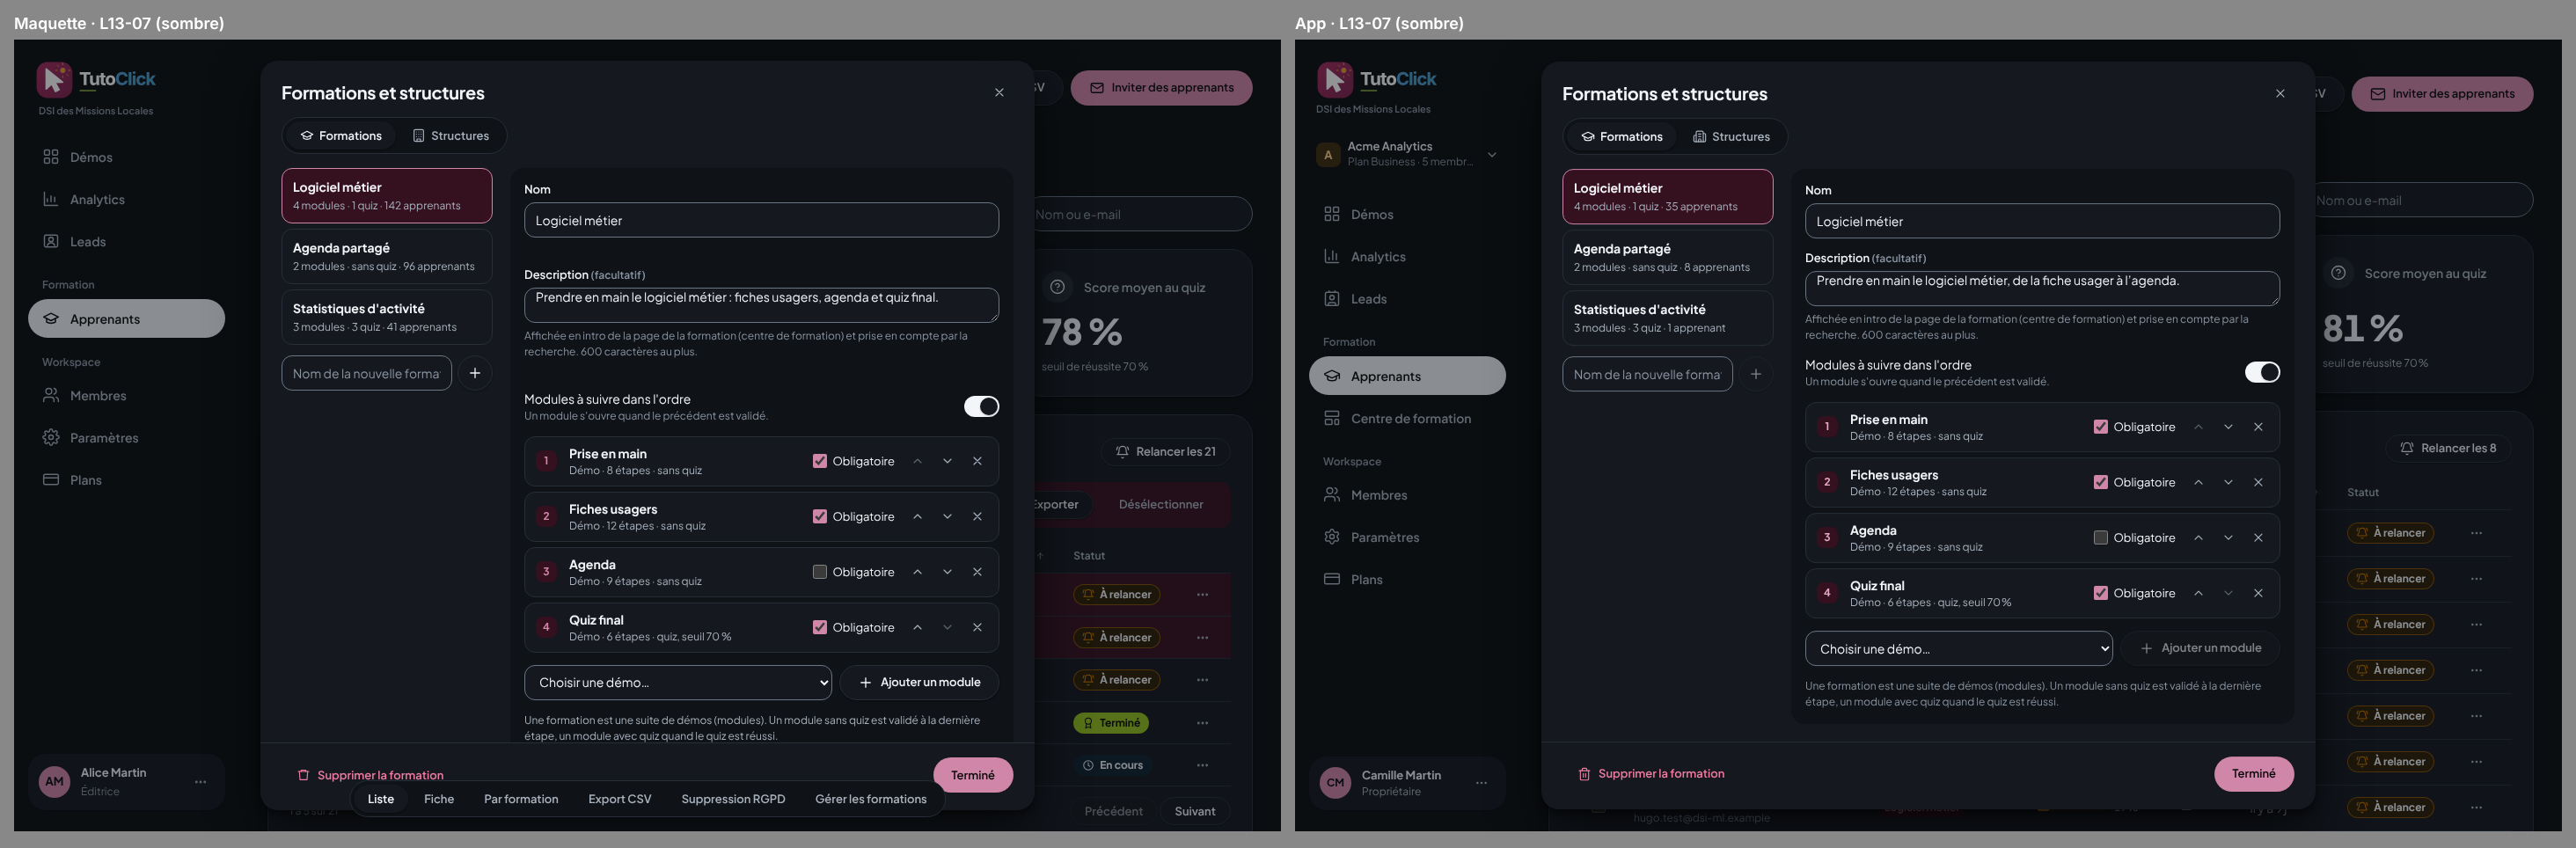 Maquette · L13-07 (sombre)
TutoClick
DSI des Missions Locales
Démos
Analytics
Leads
Formation
Apprenants
Workspace
Membres
Paramètres
Plans
AM
Alice Martin
Éditrice
Formations et structures
Formations
Structures
Logiciel métier
4 modules · 1 quiz · 142 apprenants
Agenda partagé
2 modules · sans quiz · 96 apprenants
Statistiques d'activité
3 modules · 3 quiz · 41 apprenants
Nom de la nouvelle forma
Nom
Logiciel métier
Description (facultatif)
Prendre en main le logiciel métier : fiches usagers, agenda et quiz final.
Affichée en intro de la page de la formation (centre de formation) et prise en compte par la
recherche. 600 caractères au plus.
Modules à suivre dans l'ordre
Un module s'ouvre quand le précédent est validé.
1
Prise en main
Démo · 8 étapes · sans quiz
Obligatoire
2
Fiches usagers
Démo · 12 étapes · sans quiz
Obligatoire
3
Agenda
Démo · 9 étapes · sans quiz
Obligatoire
4
Quiz final
Démo · 6 étapes · quiz, seuil 70 %
Obligatoire
Choisir une démo...
Ajouter un module
Une formation est une suite de démos (modules). Un module sans quiz est validé à la dernière
étape, un module avec quiz quand le quiz est réussi.
Supprimer la formation
Terminé
Liste
Fiche
Par formation
Export CSV
Suppression RGPD
Gérer les formations
SV
Inviter des apprenants
Nom ou e-mail
Score moyen au quiz
78 %
seuil de réussite 70 %
Relancer les 21
Exporter
Désélectionner
Statut
À relancer
À relancer
À relancer
Terminé
En cours
Précédent
Suivant
App · L13-07 (sombre)
TutoClick
DSI des Missions Locales
A
Acme Analytics
Plan Business · 5 membr...
Démos
Analytics
Leads
Formation
Apprenants
Centre de formation
Workspace
Membres
Paramètres
Plans
CM
Camille Martin
Propriétaire
Formations et structures
Formations
Structures
Logiciel métier
4 modules · 1 quiz · 35 apprenants
Agenda partagé
2 modules · sans quiz · 8 apprenants
Statistiques d'activité
3 modules · 3 quiz · 1 apprenant
Nom de la nouvelle forma
Nom
Logiciel métier
Description (facultatif)
Prendre en main le logiciel métier, de la fiche usager à l'agenda.
Affichée en intro de la page de la formation (centre de formation) et prise en compte par la
recherche. 600 caractères au plus.
Modules à suivre dans l'ordre
Un module s'ouvre quand le précédent est validé.
1
Prise en main
Démo · 8 étapes · sans quiz
Obligatoire
2
Fiches usagers
Démo · 12 étapes · sans quiz
Obligatoire
3
Agenda
Démo · 9 étapes · sans quiz
Obligatoire
4
Quiz final
Démo · 6 étapes · quiz, seuil 70 %
Obligatoire
Choisir une démo...
Ajouter un module
Une formation est une suite de démos (modules). Un module sans quiz est validé à la dernière
étape, un module avec quiz quand le quiz est réussi.
Supprimer la formation
Terminé
hugo.test@dsi-ml.example
SV
Inviter des apprenants
Nom ou e-mail
Score moyen au quiz
81 %
seuil de réussite 70 %
Relancer les 8
Statut
À relancer
À relancer
À relancer
À relancer
À relancer
À relancer
À relancer